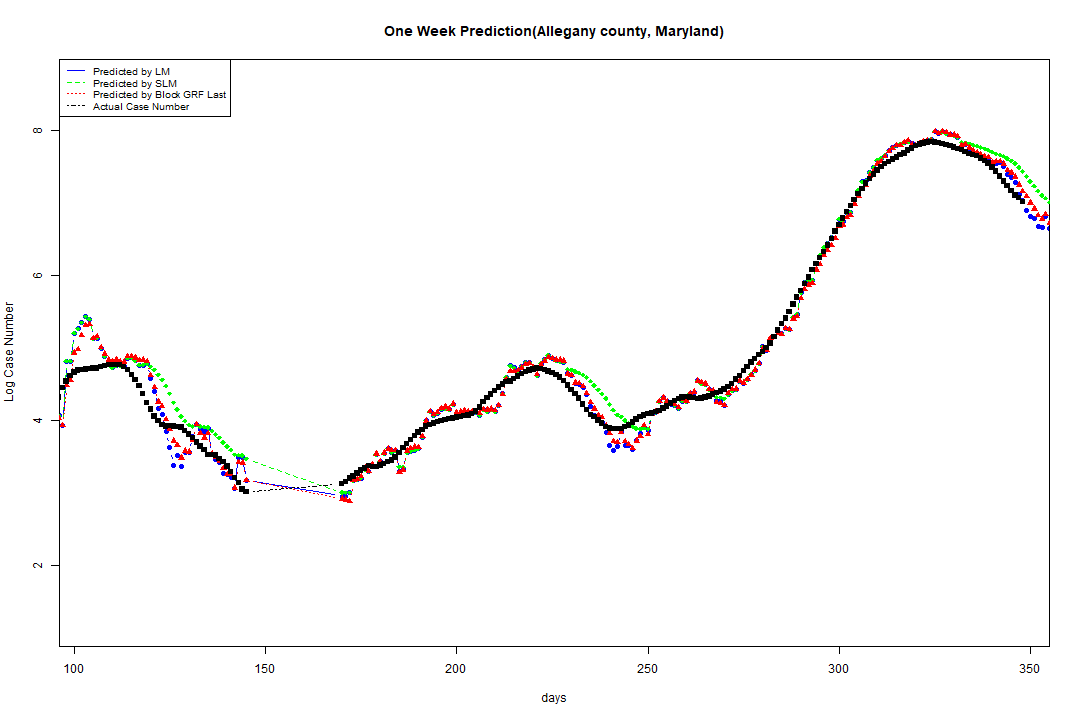 One Week Prediction(Allegany county, Maryland)
Predicted by LM
Predicted by SLM
Predicted by Block GRF Last
Actual Case Number
8
6
4
2
Log Case Number
100 150 200 250 300 350
days